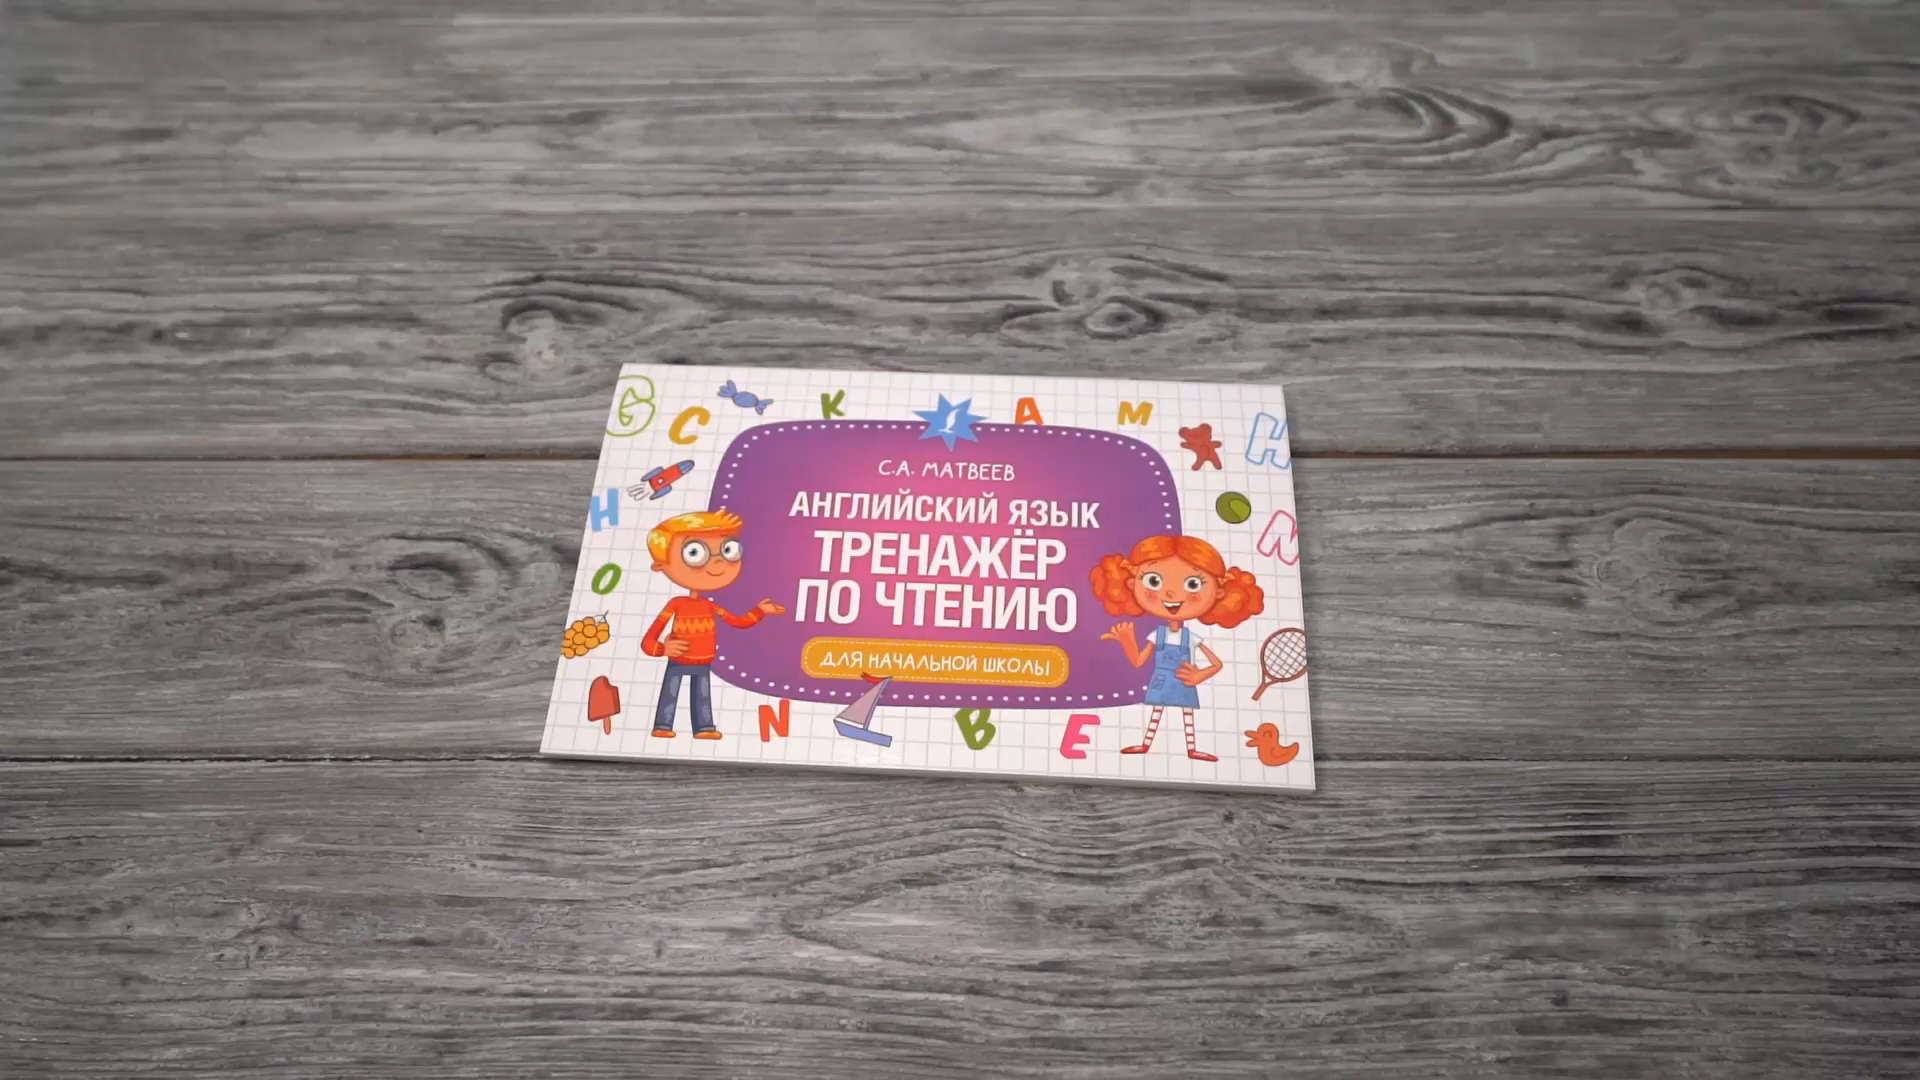 G C K A M H
С.А. МАТВЕЕВ
АНГЛИЙСКИЙ ЯЗЫК
ТРЕНАЖЁР
ПО ЧТЕНИЮ
ДЛЯ НАЧАЛЬНОЙ ШКОЛЫ
H
N
O
N B E